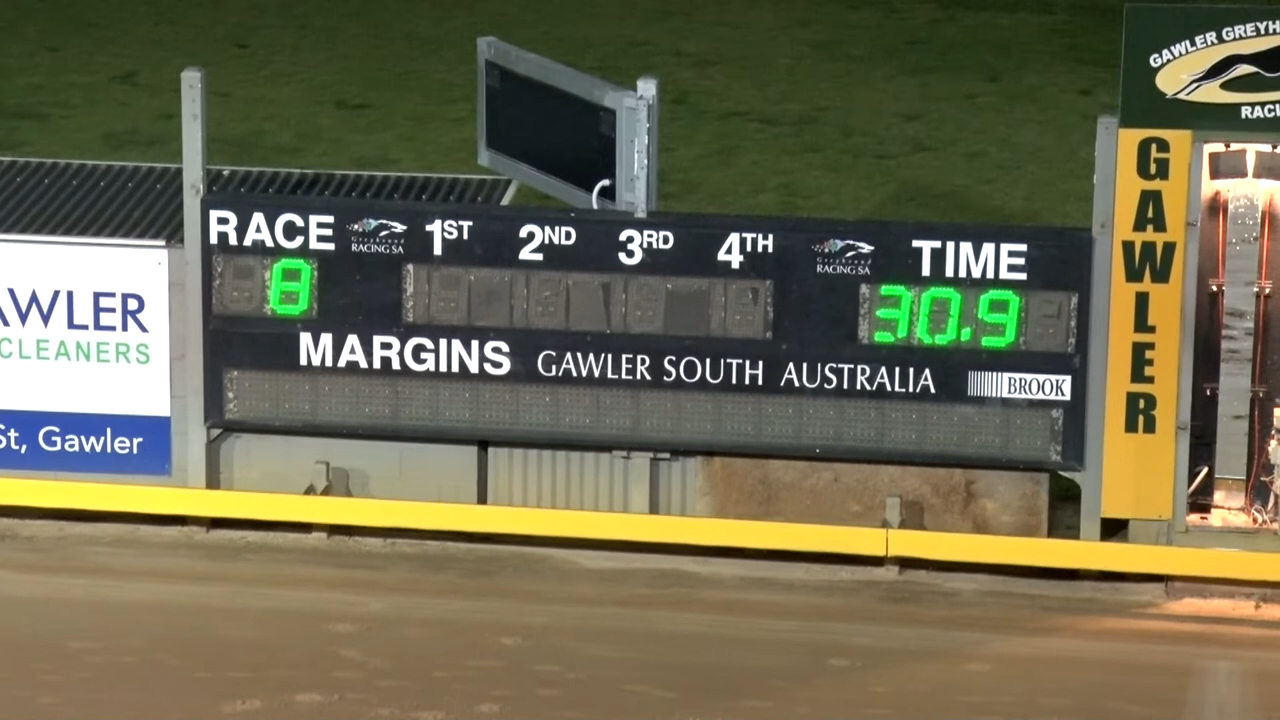 GAWLER GREYH
RACI
GAWLER
RACE
Greyhound
RACING SA
1ST
2ND
3RD
4TH
Greyhound
RACING SA
TIME
8
30.9
MARGINS
GAWLER SOUTH AUSTRALIA
BROOK
AWLER
CLEANERS
St, Gawler